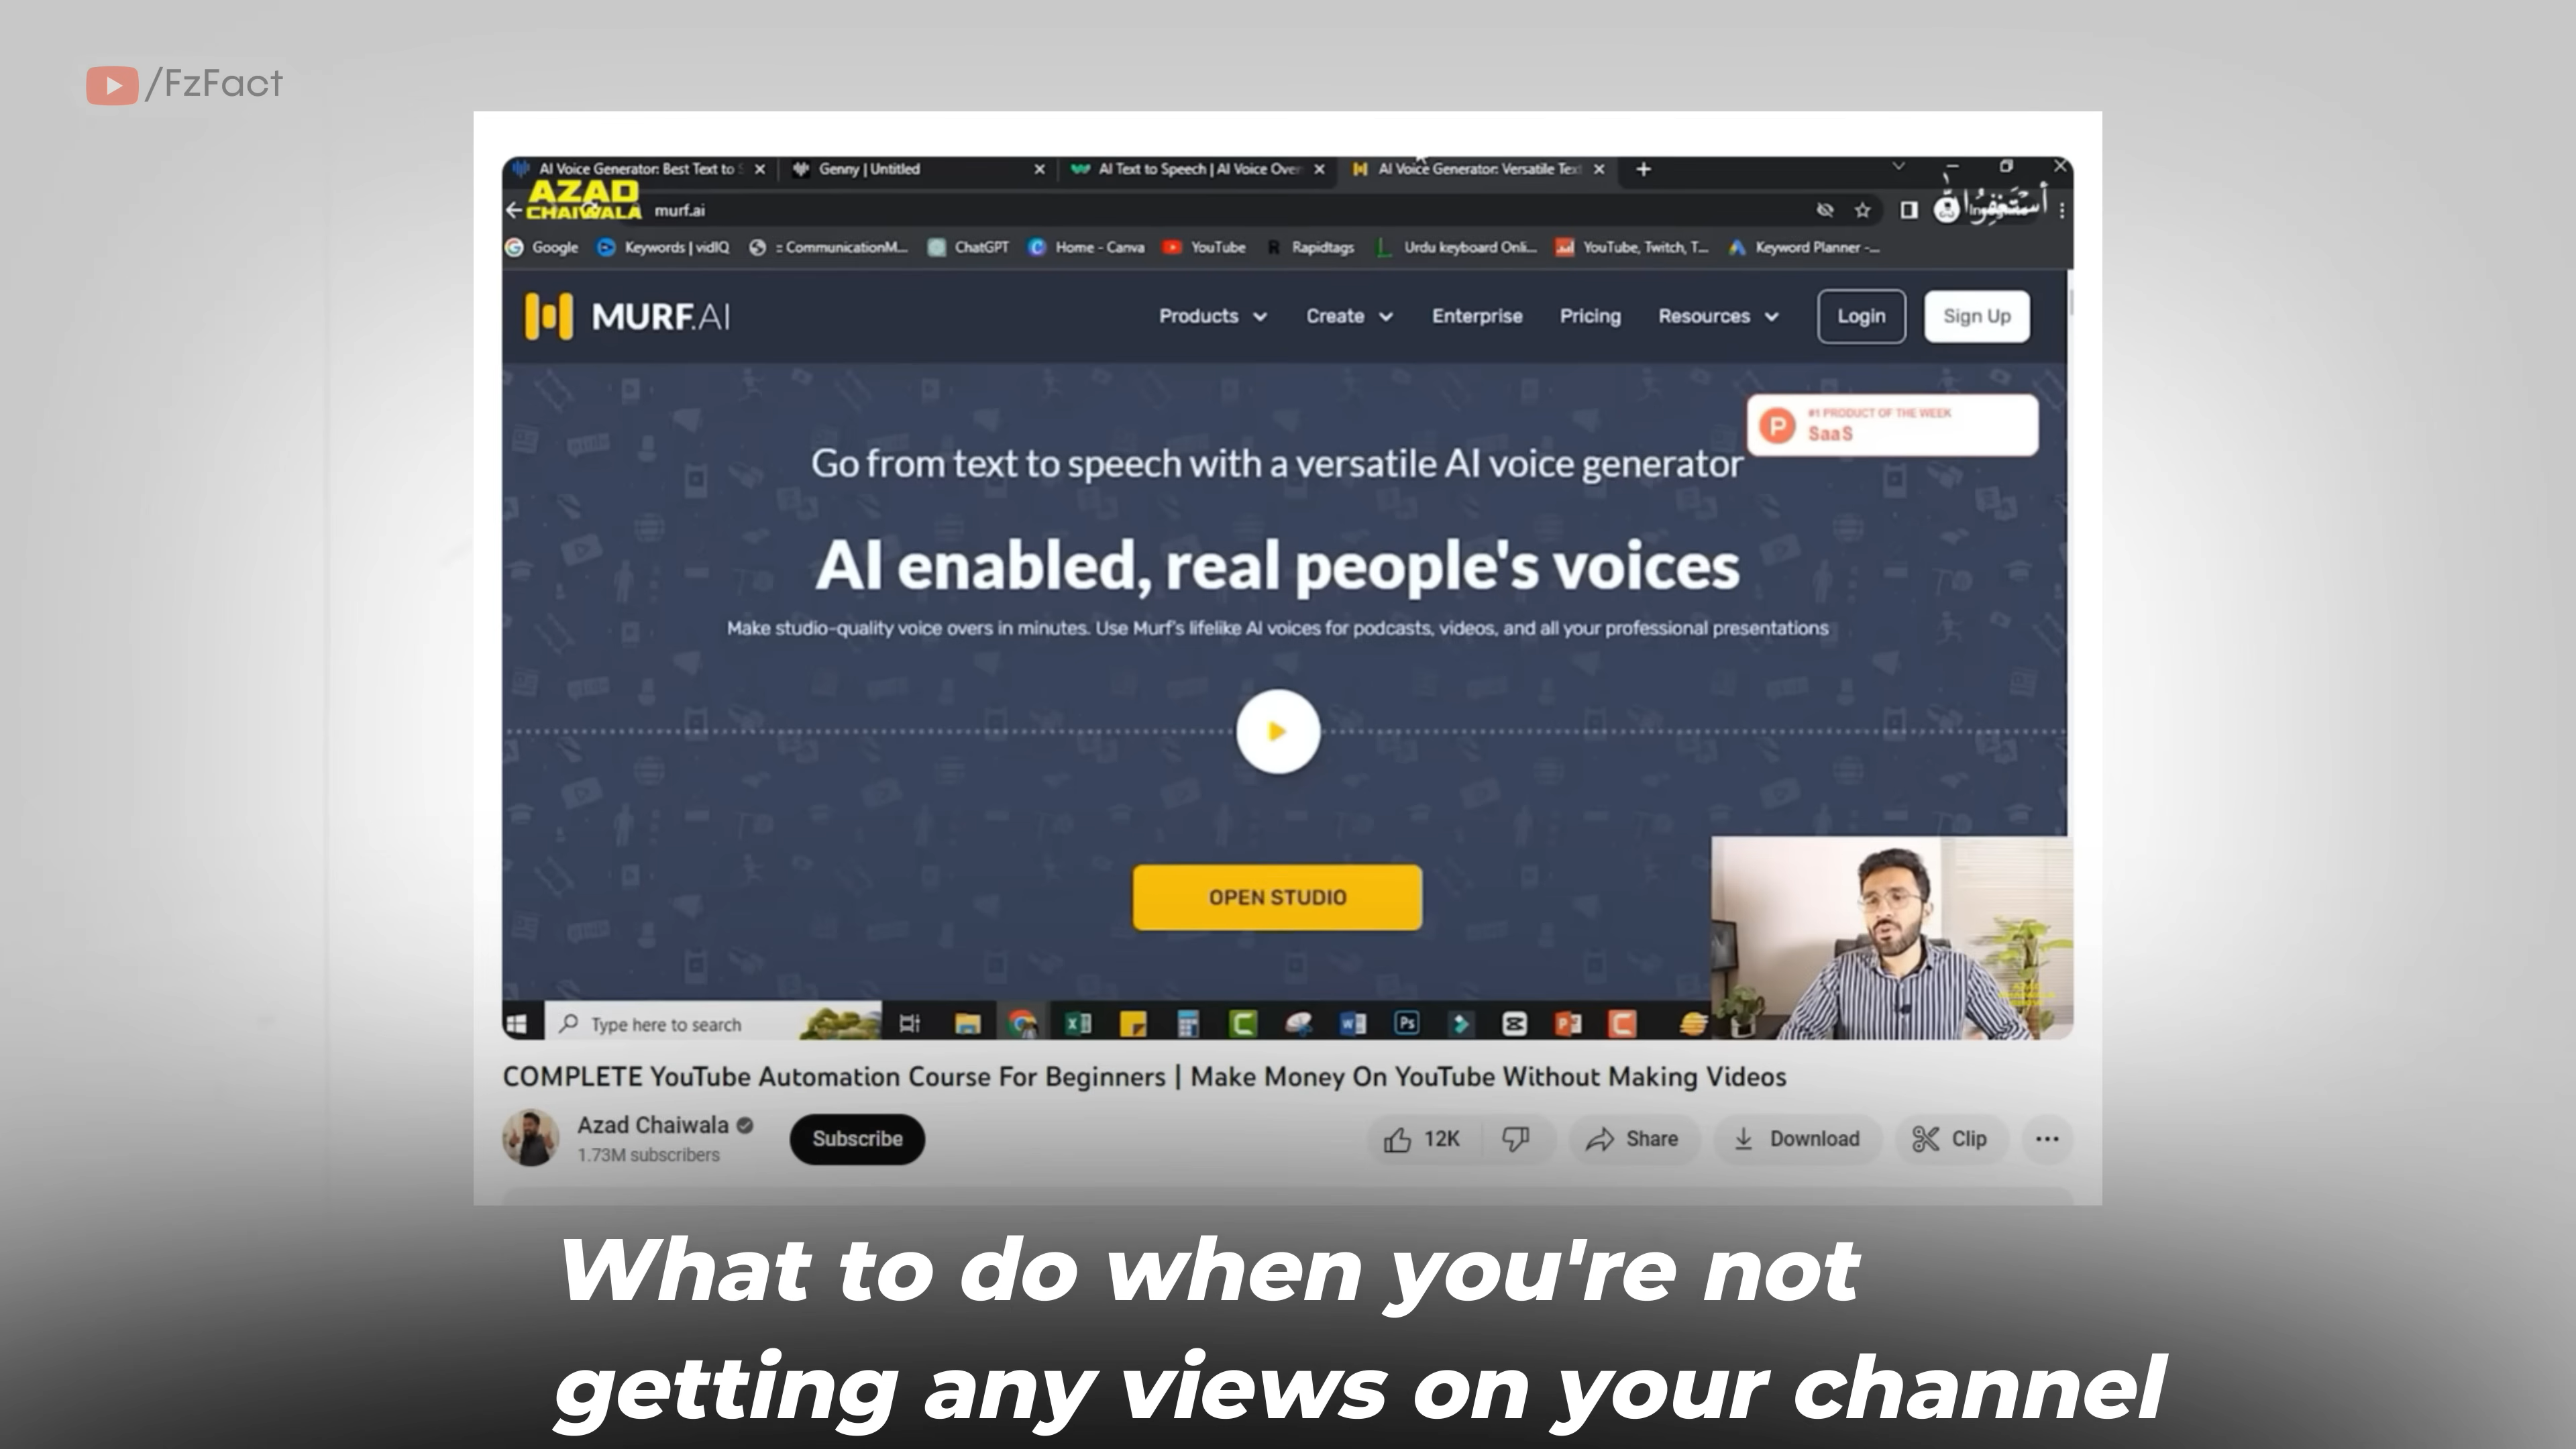 /FzFact
AI Voice Generator: Best Text to S
Genny | Untitled
AI Text to Speech | AI Voice Over
AI Voice Generator: Versatile Text
AZAD
CHAIWALA
murf.ai
أستغفر الله
Google
Keywords | vidIQ
:: CommunicationM...
ChatGPT
Home - Canva
YouTube
Rapidtags
Urdu keyboard Onli...
YouTube, Twitch, T...
Keyword Planner -...
MURF.AI
Products
Create
Enterprise
Pricing
Resources
Login
Sign Up
#1 PRODUCT OF THE WEEK
SaaS
Go from text to speech with a versatile AI voice generator
AI enabled, real people's voices
Make studio-quality voice overs in minutes. Use Murf's lifelike AI voices for podcasts, videos, and all your professional presentations
OPEN STUDIO
Type here to search
COMPLETE YouTube Automation Course For Beginners | Make Money On YouTube Without Making Videos
Azad Chaiwala
1.73M subscribers
Subscribe
12K
Share
Download
Clip
What to do when you're not
getting any views on your channel